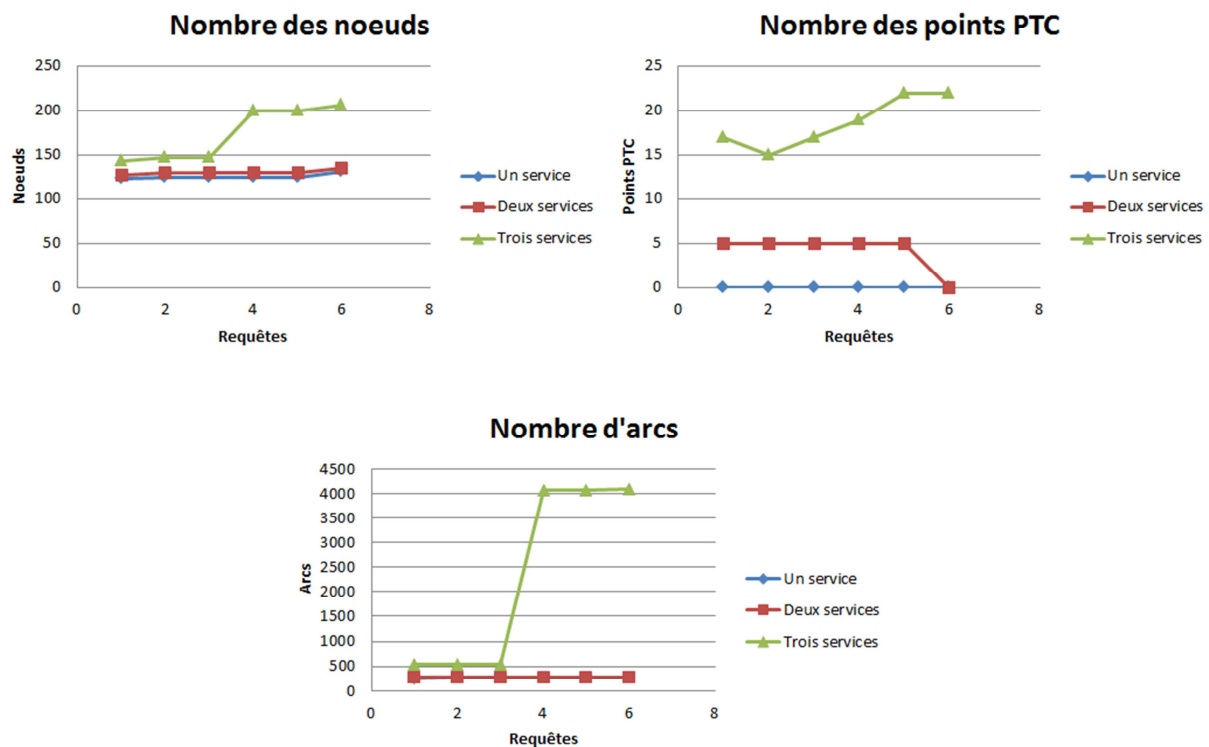 Nombre des noeuds
250
200
150
100
50
0
Noeuds
0 2 4 6 8
Requêtes
Un service
Deux services
Trois services
Nombre des points PTC
25
20
15
10
5
0
Points PTC
0 2 4 6 8
Requêtes
Un service
Deux services
Trois services
Nombre d'arcs
4500
4000
3500
3000
2500
2000
1500
1000
500
0
Arcs
0 2 4 6 8
Requêtes
Un service
Deux services
Trois services